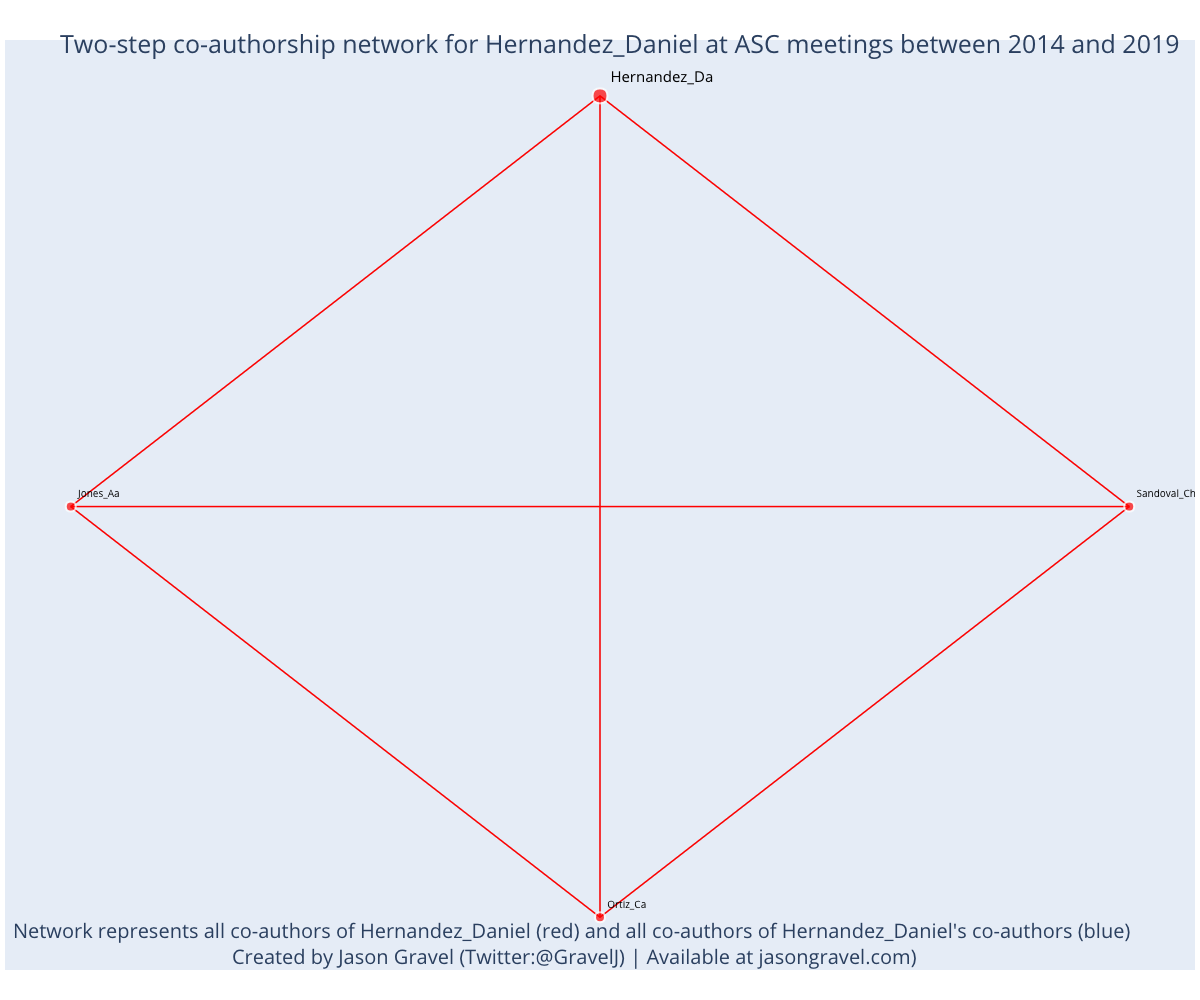 Two-step co-authorship network for Hernandez_Daniel at ASC meetings between 2014 and 2019
Hernandez_Da
Jones_Aa
Sandoval_Ch
Ortiz_Ca
Network represents all co-authors of Hernandez_Daniel (red) and all co-authors of Hernandez_Daniel's co-authors (blue)
Created by Jason Gravel (Twitter:@GravelJ) | Available at jasongravel.com)